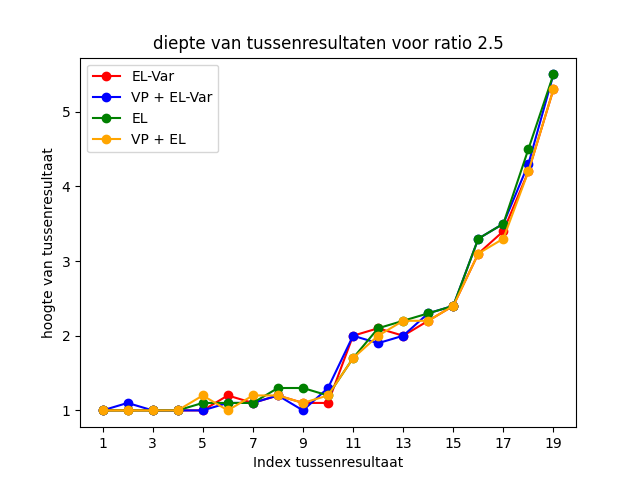 diepte van tussenresultaten voor ratio 2.5
EL-Var
VP + EL-Var
EL
VP + EL
hoogte van tussenresultaat
5
4
3
2
1
1 3 5 7 9 11 13 15 17 19
Index tussenresultaat